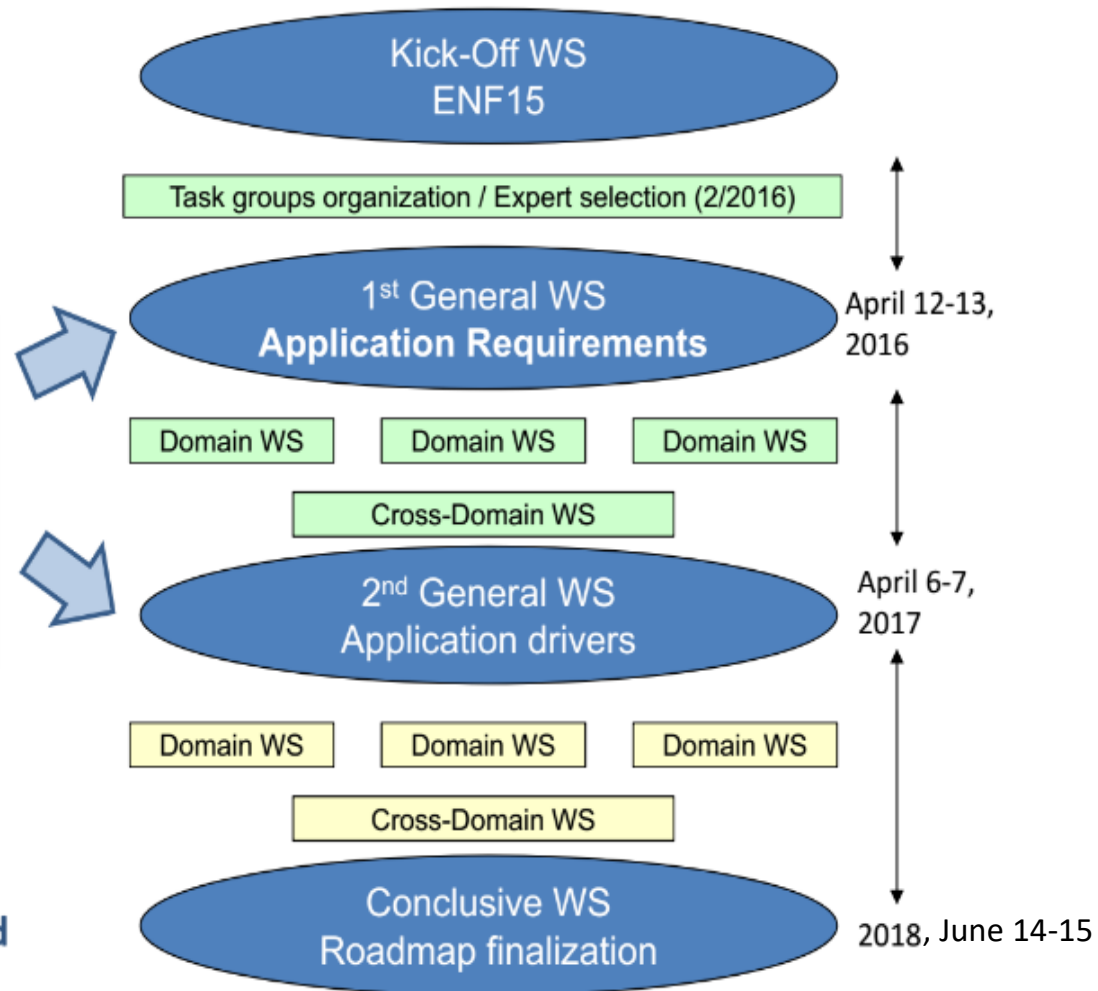 Kick-Off WS
ENF15
Task groups organization / Expert selection (2/2016)
1st General WS
Application Requirements
April 12-13,
2016
Domain WS
Domain WS
Domain WS
Cross-Domain WS
2nd General WS
Application drivers
April 6-7,
2017
Domain WS
Domain WS
Domain WS
Cross-Domain WS
Conclusive WS
Roadmap finalization
2018, June 14-15